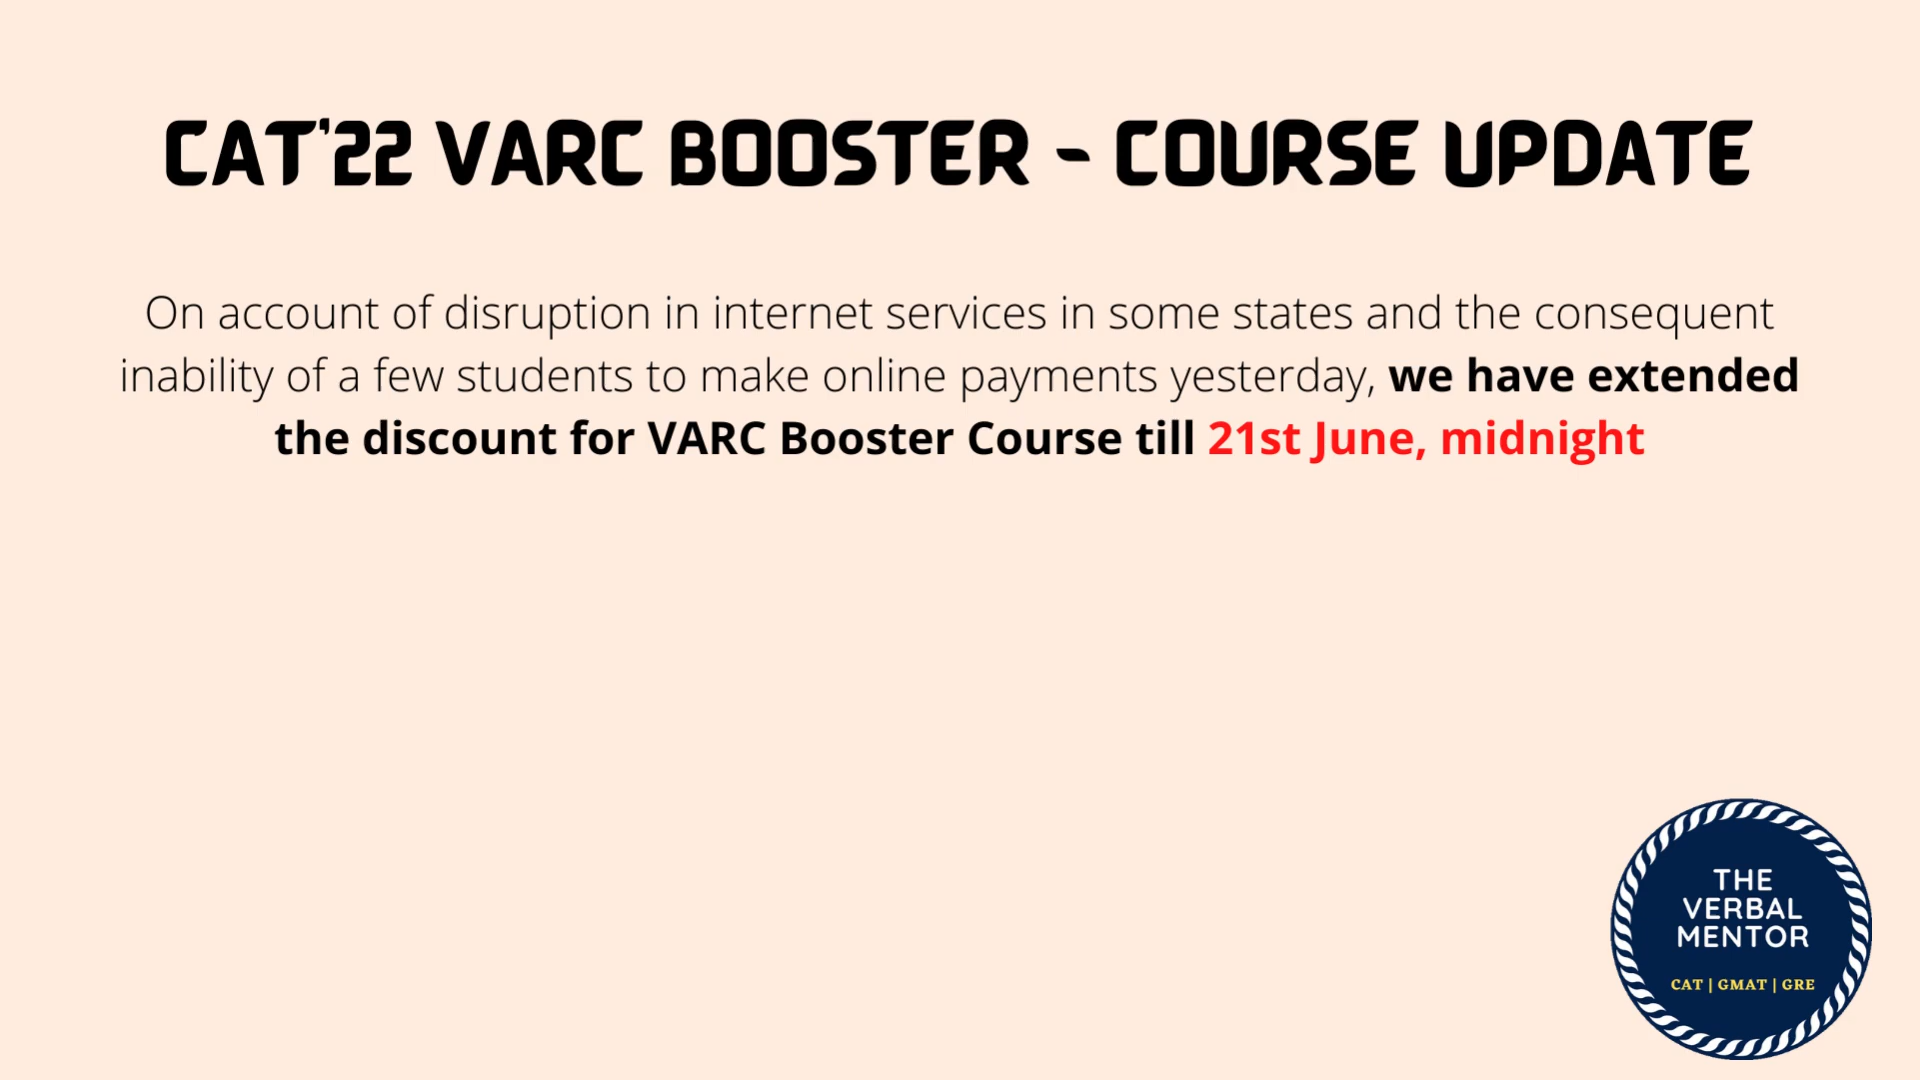 CAT'22 VARC BOOSTER - COURSE UPDATE
On account of disruption in internet services in some states and the consequent
inability of a few students to make online payments yesterday, we have extended
the discount for VARC Booster Course till 21st June, midnight
THE
VERBAL
MENTOR
CAT | GMAT | GRE